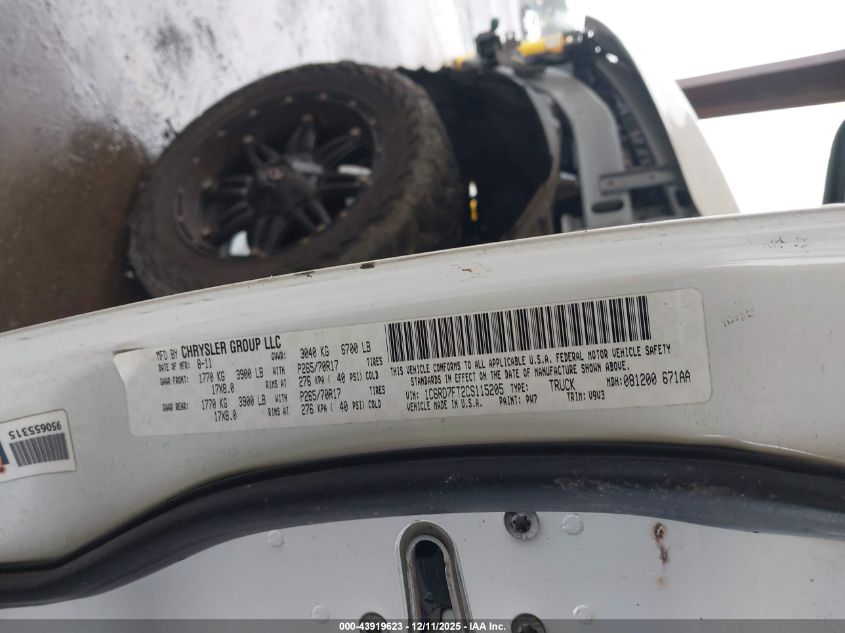 MFD BY CHRYSLER GROUP LLC
DATE OF MFR: 8-11 GVWR: 3040 KG 6700 LB
GAWR FRONT: 1770 KG 3900 LB WITH P265/70R17
17X8.0 RIMS AT 276 KPA ( 40 PSI) COLD
GAWR REAR: 1770 KG 3900 LB WITH P265/70R17
17X8.0 RIMS AT 276 KPA ( 40 PSI) COLD
THIS VEHICLE CONFORMS TO ALL APPLICABLE U.S.A. FEDERAL MOTOR VEHICLE SAFETY
STANDARDS IN EFFECT ON THE DATE OF MANUFACTURE SHOWN ABOVE.
VIN: 1C6RD7FT2CS115205 TYPE: TRUCK MDH: 081200 671AA
VEHICLE MADE IN U.S.A. PAINT: PW7 TRIM: V9V3
950655315
000-43919623 - 12/11/2025 - IAA Inc.